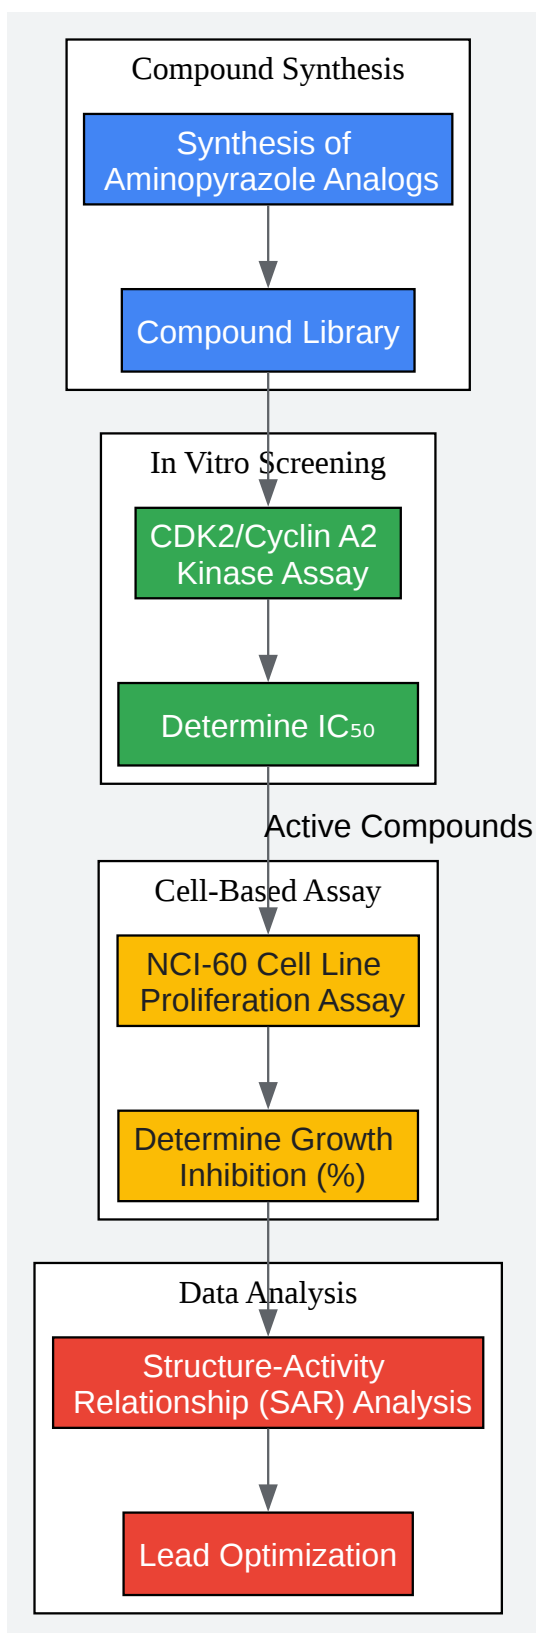 Compound Synthesis
Synthesis of
Aminopyrazole Analogs
Compound Library
In Vitro Screening
CDK2/Cyclin A2
Kinase Assay
Determine IC₅₀
Active Compounds
Cell-Based Assay
NCI-60 Cell Line
Proliferation Assay
Determine Growth
Inhibition (%)
Data Analysis
Structure-Activity
Relationship (SAR) Analysis
Lead Optimization